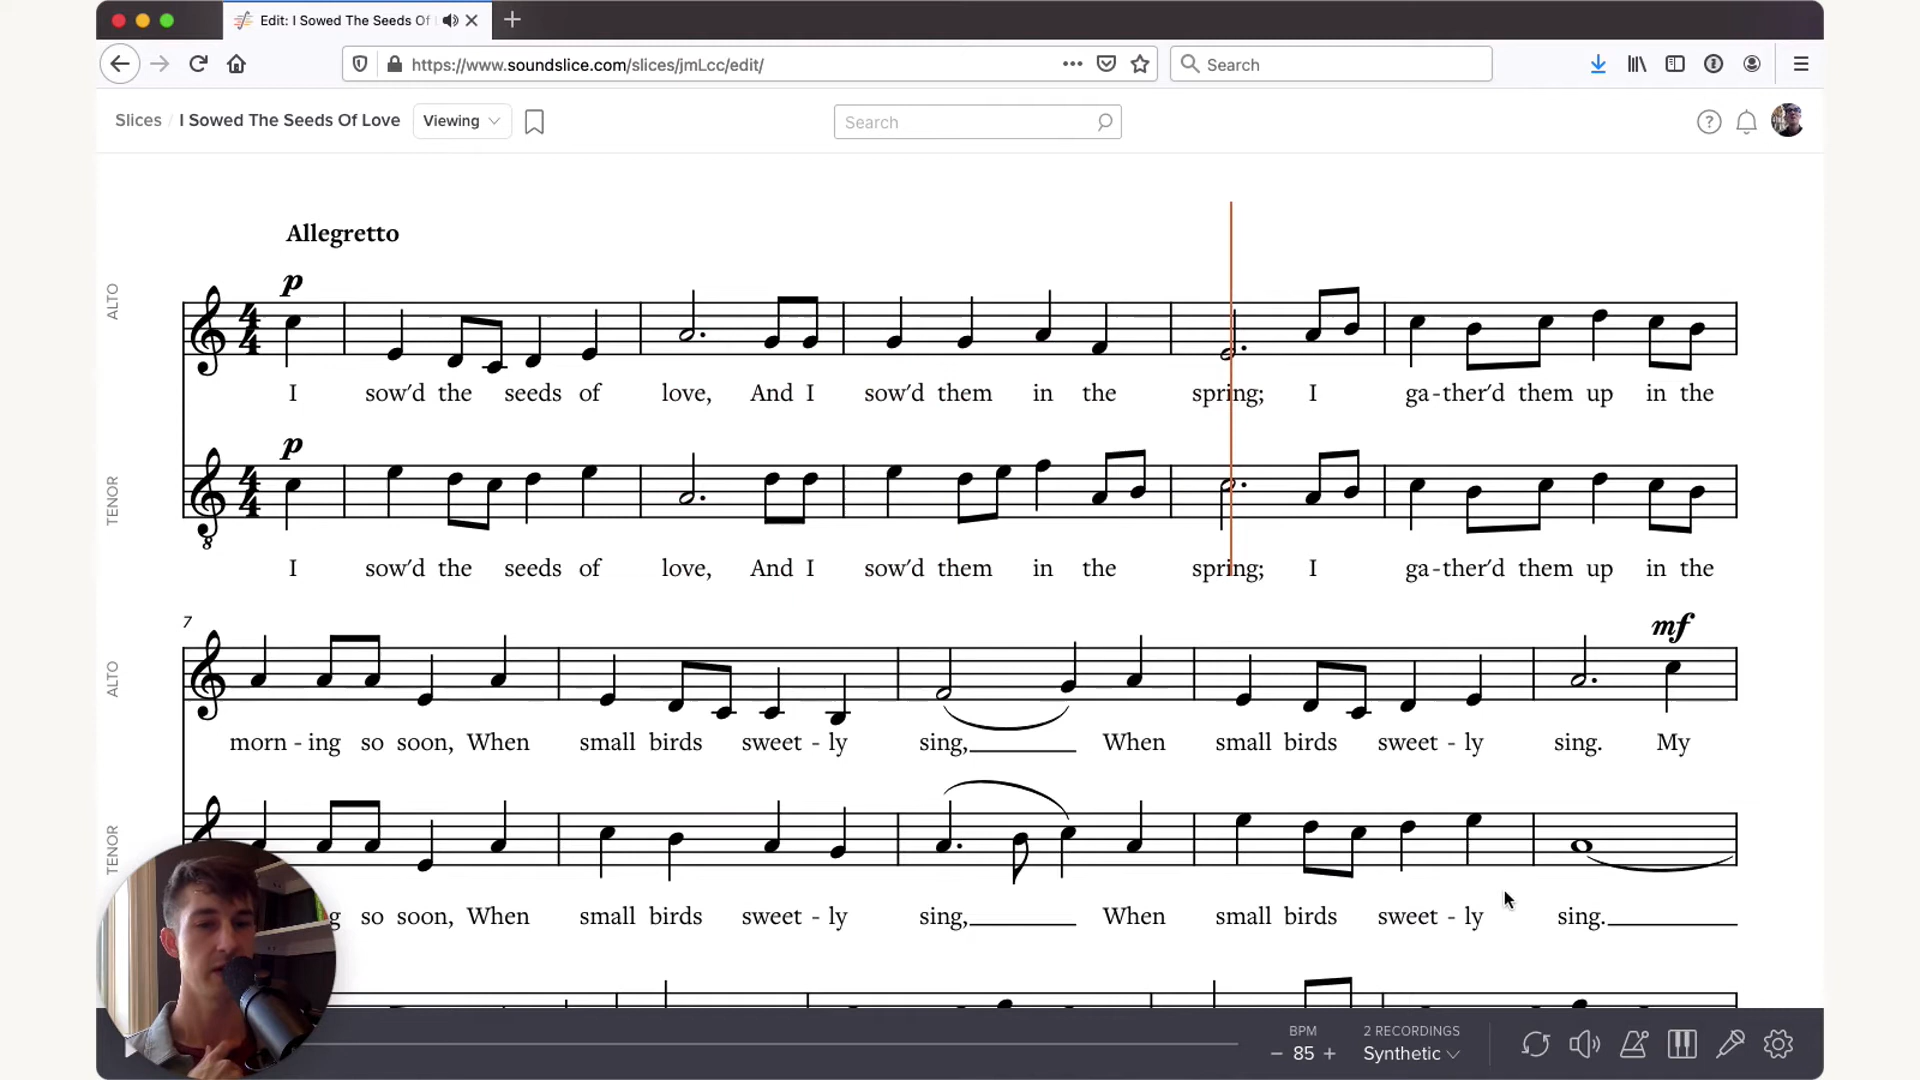 Edit: I Sowed The Seeds Of
https://www.soundslice.com/slices/jmLcc/edit/
Search
Slices / I Sowed The Seeds Of Love
Viewing
Search
Allegretto
p
ALTO
4
4
I sow'd the seeds of love, And I sow'd them in the spring; I ga-ther'd them up in the
p
TENOR
4
4
8
I sow'd the seeds of love, And I sow'd them in the spring; I ga-ther'd them up in the
7
mf
ALTO
morn - ing so soon, When small birds sweet - ly sing, When small birds sweet - ly sing. My
TENOR
g so soon, When small birds sweet - ly sing, When small birds sweet - ly sing.
BPM
- 85 +
2 RECORDINGS
Synthetic